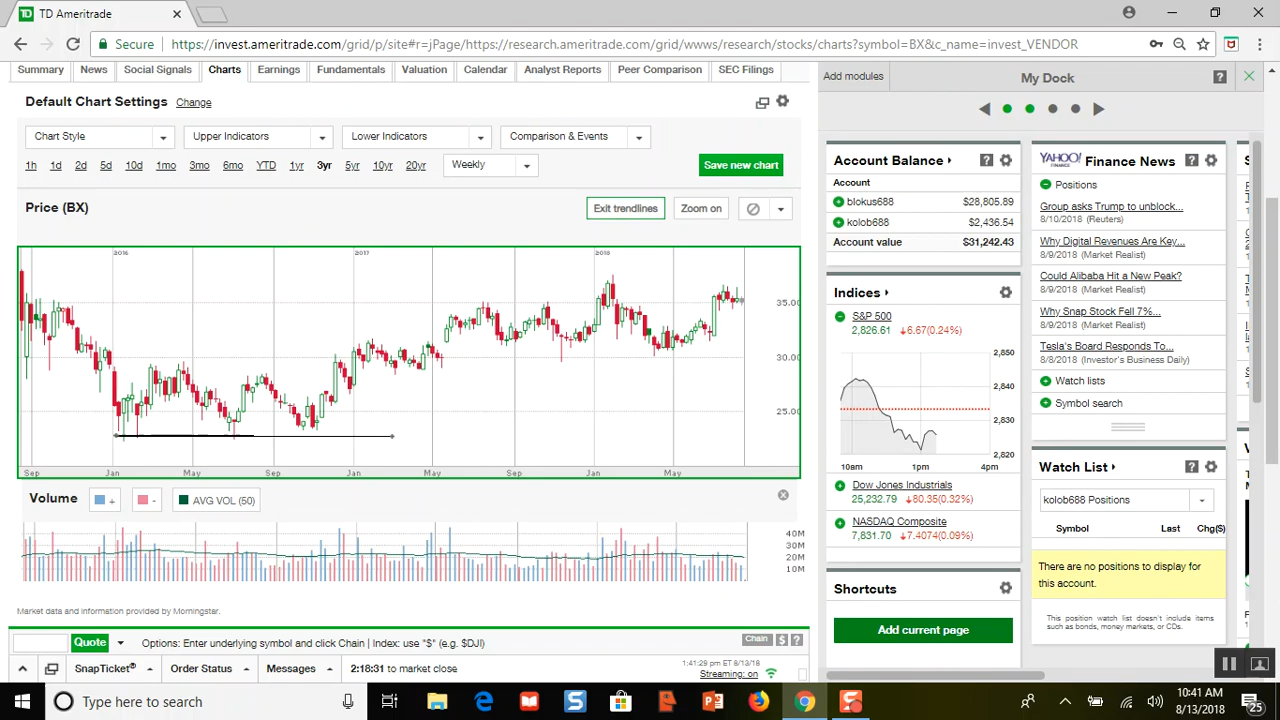 TD Ameritrade
Secure
https://invest.ameritrade.com/grid/p/site#r=jPage/https://research.ameritrade.com/grid/wwws/research/stocks/charts?symbol=BX&c_name=invest_VENDOR
Summary News Social Signals Charts Earnings Fundamentals Valuation Calendar Analyst Reports Peer Comparison SEC Filings
Default Chart Settings Change
Chart Style Upper Indicators Lower Indicators Comparison & Events
1h 1d 2d 5d 10d 1mo 3mo 6mo YTD 1yr 3yr 5yr 10yr 20yr Weekly Save new chart
Price (BX) Exit trendlines Zoom on
2016 2017 2018
35.00
30.00
25.00
Sep Jan May Sep Jan May Sep Jan May
Volume + - AVG VOL (50)
40M
30M
20M
10M
Market data and information provided by Morningstar.
Quote Options: Enter underlying symbol and click Chain | Index: use "$" (e.g. $DJI) Chain $ ?
SnapTicket® Order Status Messages 2:18:31 to market close
1:41:29 pm ET 8/13/18
Streaming: on
Add modules My Dock ?
Account Balance ?
Account
blokus688 $28,805.89
kolob688 $2,436.54
Account value $31,242.43
Indices
S&P 500
2,826.61 6.67(0.24%)
2,850
2,840
2,830
2,820
10am 1pm 4pm
Dow Jones Industrials
25,232.79 80.35(0.32%)
NASDAQ Composite
7,831.70 7.4074(0.09%)
Shortcuts
Add current page
YAHOO! FINANCE Finance News ?
Positions
Group asks Trump to unblock...
8/10/2018 (Reuters)
Why Digital Revenues Are Key...
8/9/2018 (Market Realist)
Could Alibaba Hit a New Peak?
8/9/2018 (Market Realist)
Why Snap Stock Fell 7%...
8/9/2018 (Market Realist)
Tesla's Board Responds To...
8/8/2018 (Investor's Business Daily)
Watch lists
Symbol search
Watch List ?
kolob688 Positions
Symbol Last Chg($)
There are no positions to display for
this account.
This position watch list doesn't include items
such as bonds, money markets, or CDs.
Type here to search
10:41 AM
8/13/2018
25